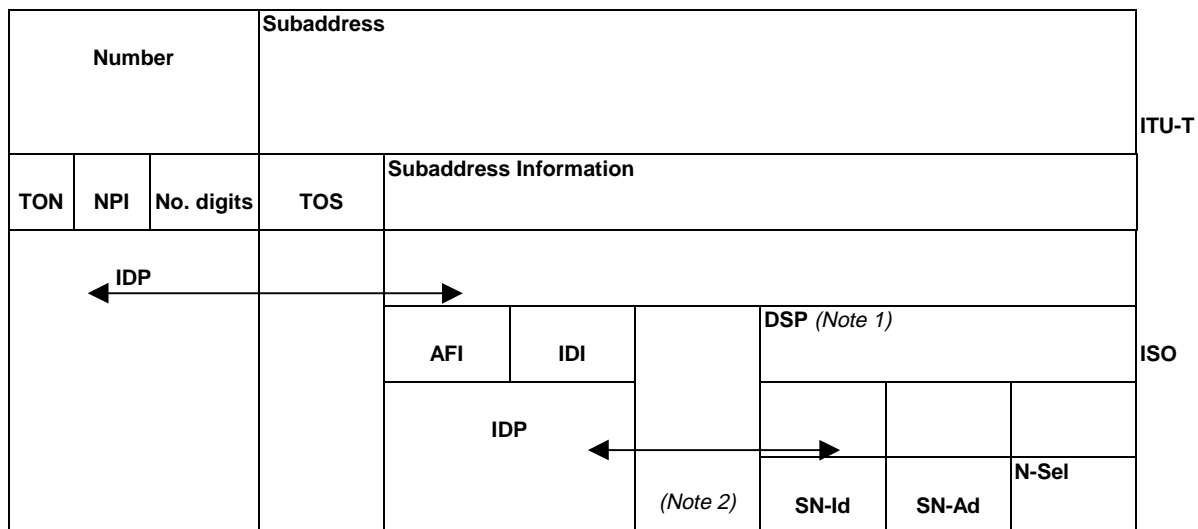 Subaddress
Number
ITU-T
Subaddress Information
TON NPI No. digits TOS
IDP
DSP (Note 1)
AFI IDI ISO
IDP
N-Sel
(Note 2) SN-Id SN-Ad